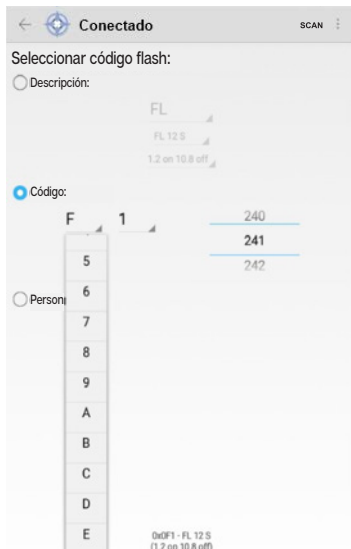 Conectado SCAN
Seleccionar código flash:
Descripción:
FL
FL 12 S
1.2 on 10.8 off
Código:
F 1 240
241
242
5
6
Person
7
8
9
A
B
C
D
E
0x0F1 - FL 12 S
(1.2 on 10.8 off)